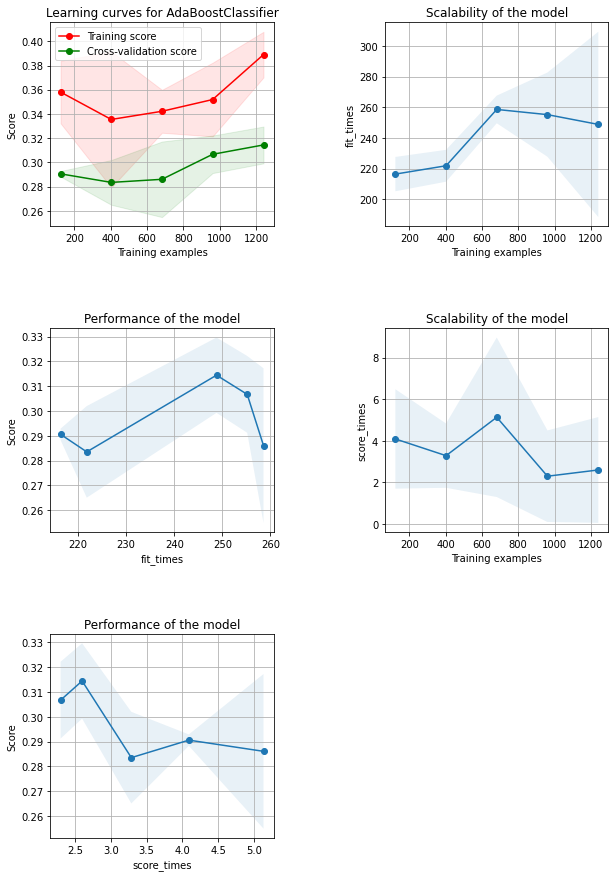 Learning curves for AdaBoostClassifier
Training score
Cross-validation score
0.40
0.38
0.36
0.34
0.32
0.30
0.28
0.26
Score
200 400 600 800 1000 1200
Training examples
Scalability of the model
300
280
260
240
220
200
fit_times
200 400 600 800 1000 1200
Training examples
Performance of the model
0.33
0.32
0.31
0.30
0.29
0.28
0.27
0.26
Score
220 230 240 250 260
fit_times
Scalability of the model
8
6
4
2
0
score_times
200 400 600 800 1000 1200
Training examples
Performance of the model
0.33
0.32
0.31
0.30
0.29
0.28
0.27
0.26
Score
2.5 3.0 3.5 4.0 4.5 5.0
score_times